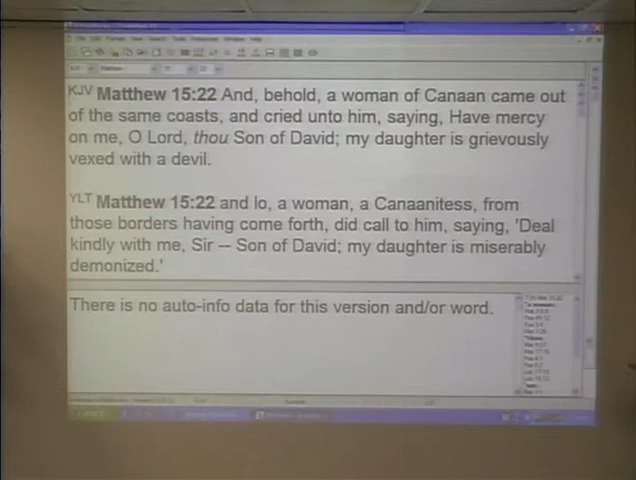 KJV Matthew 15:22 And, behold, a woman of Canaan came out
of the same coasts, and cried unto him, saying, Have mercy
on me, O Lord, thou Son of David; my daughter is grievously
vexed with a devil.
YLT Matthew 15:22 and lo, a woman, a Canaanitess, from
those borders having come forth, did call to him, saying, 'Deal
kindly with me, Sir -- Son of David; my daughter is miserably
demonized.'
There is no auto-info data for this version and/or word.